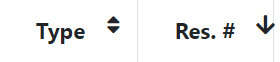 Type Res. #